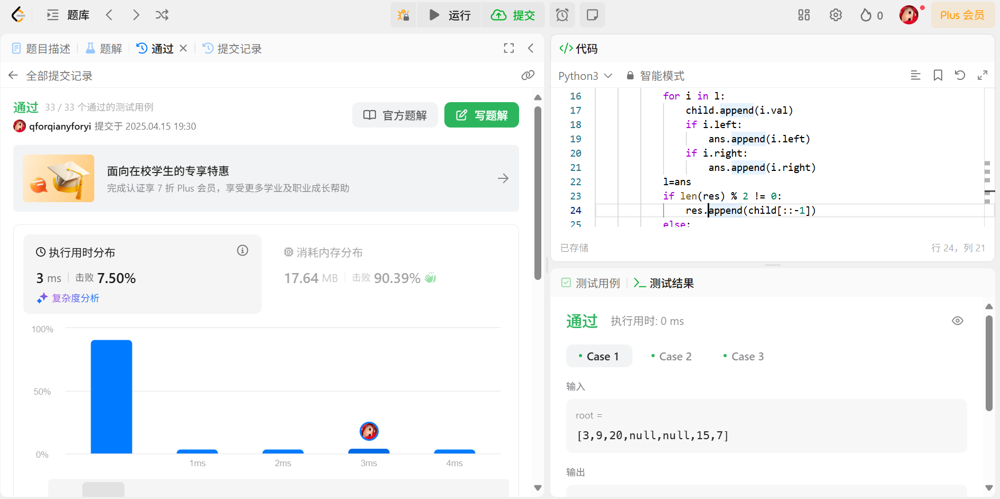 题库
运行
提交
0
Plus 会员
题目描述
题解
通过
提交记录
全部提交记录
通过 33 / 33 个通过的测试用例
qforqianyforyi 提交于 2025.04.15 19:30
官方题解
写题解
面向在校学生的专享特惠
完成认证享 7 折 Plus 会员，享受更多学业及职业成长帮助
执行用时分布
3 ms 击败 7.50%
复杂度分析
消耗内存分布
17.64 MB 击败 90.39%
100%
50%
0%
1ms
2ms
3ms
4ms
代码
Python3
智能模式
16 for i in l:
17 child.append(i.val)
18 if i.left:
19 ans.append(i.left)
20 if i.right:
21 ans.append(i.right)
22 l=ans
23 if len(res) % 2 != 0:
24 res.append(child[::-1])
25 else:
已存储
行 24，列 21
测试用例
测试结果
通过 执行用时: 0 ms
Case 1
Case 2
Case 3
输入
root =
[3,9,20,null,null,15,7]
输出